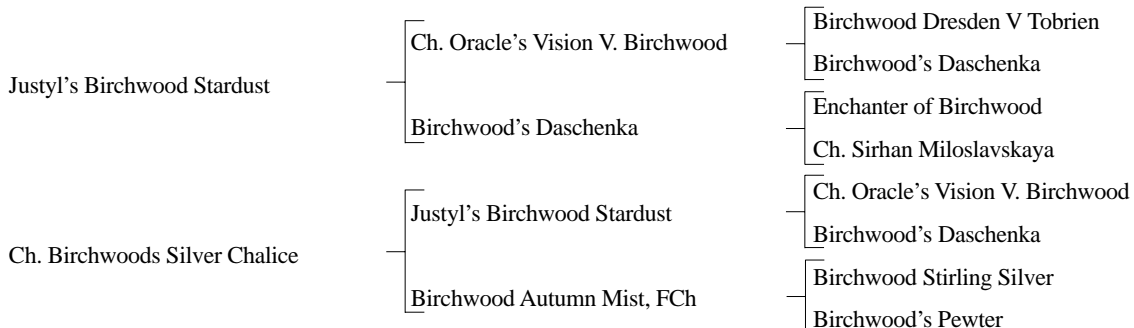 Birchwood Dresden V Tobrien
Ch. Oracle's Vision V. Birchwood
Birchwood's Daschenka
Justyl's Birchwood Stardust
Enchanter of Birchwood
Birchwood's Daschenka
Ch. Sirhan Miloslavskaya
Ch. Oracle's Vision V. Birchwood
Justyl's Birchwood Stardust
Birchwood's Daschenka
Ch. Birchwoods Silver Chalice
Birchwood Stirling Silver
Birchwood Autumn Mist, FCh
Birchwood's Pewter